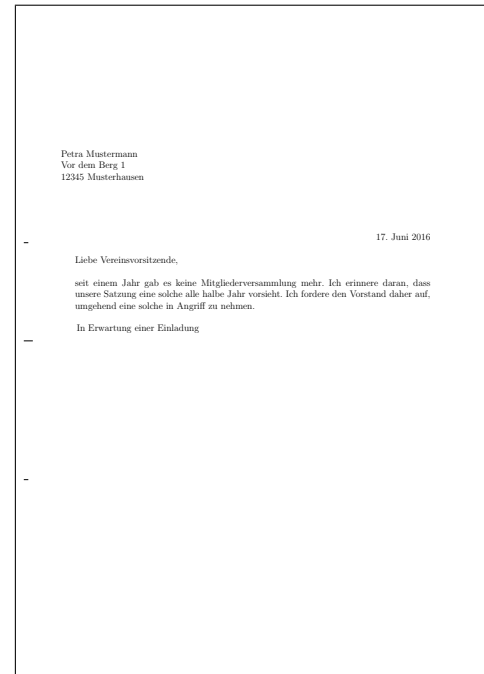 Petra Mustermann
Vor dem Berg 1
12345 Musterhausen
17. Juni 2016
Liebe Vereinsvorsitzende,
seit einem Jahr gab es keine Mitgliederversammlung mehr. Ich erinnere daran, dass
unsere Satzung eine solche alle halbe Jahr vorsieht. Ich fordere den Vorstand daher auf,
umgehend eine solche in Angriff zu nehmen.
In Erwartung einer Einladung